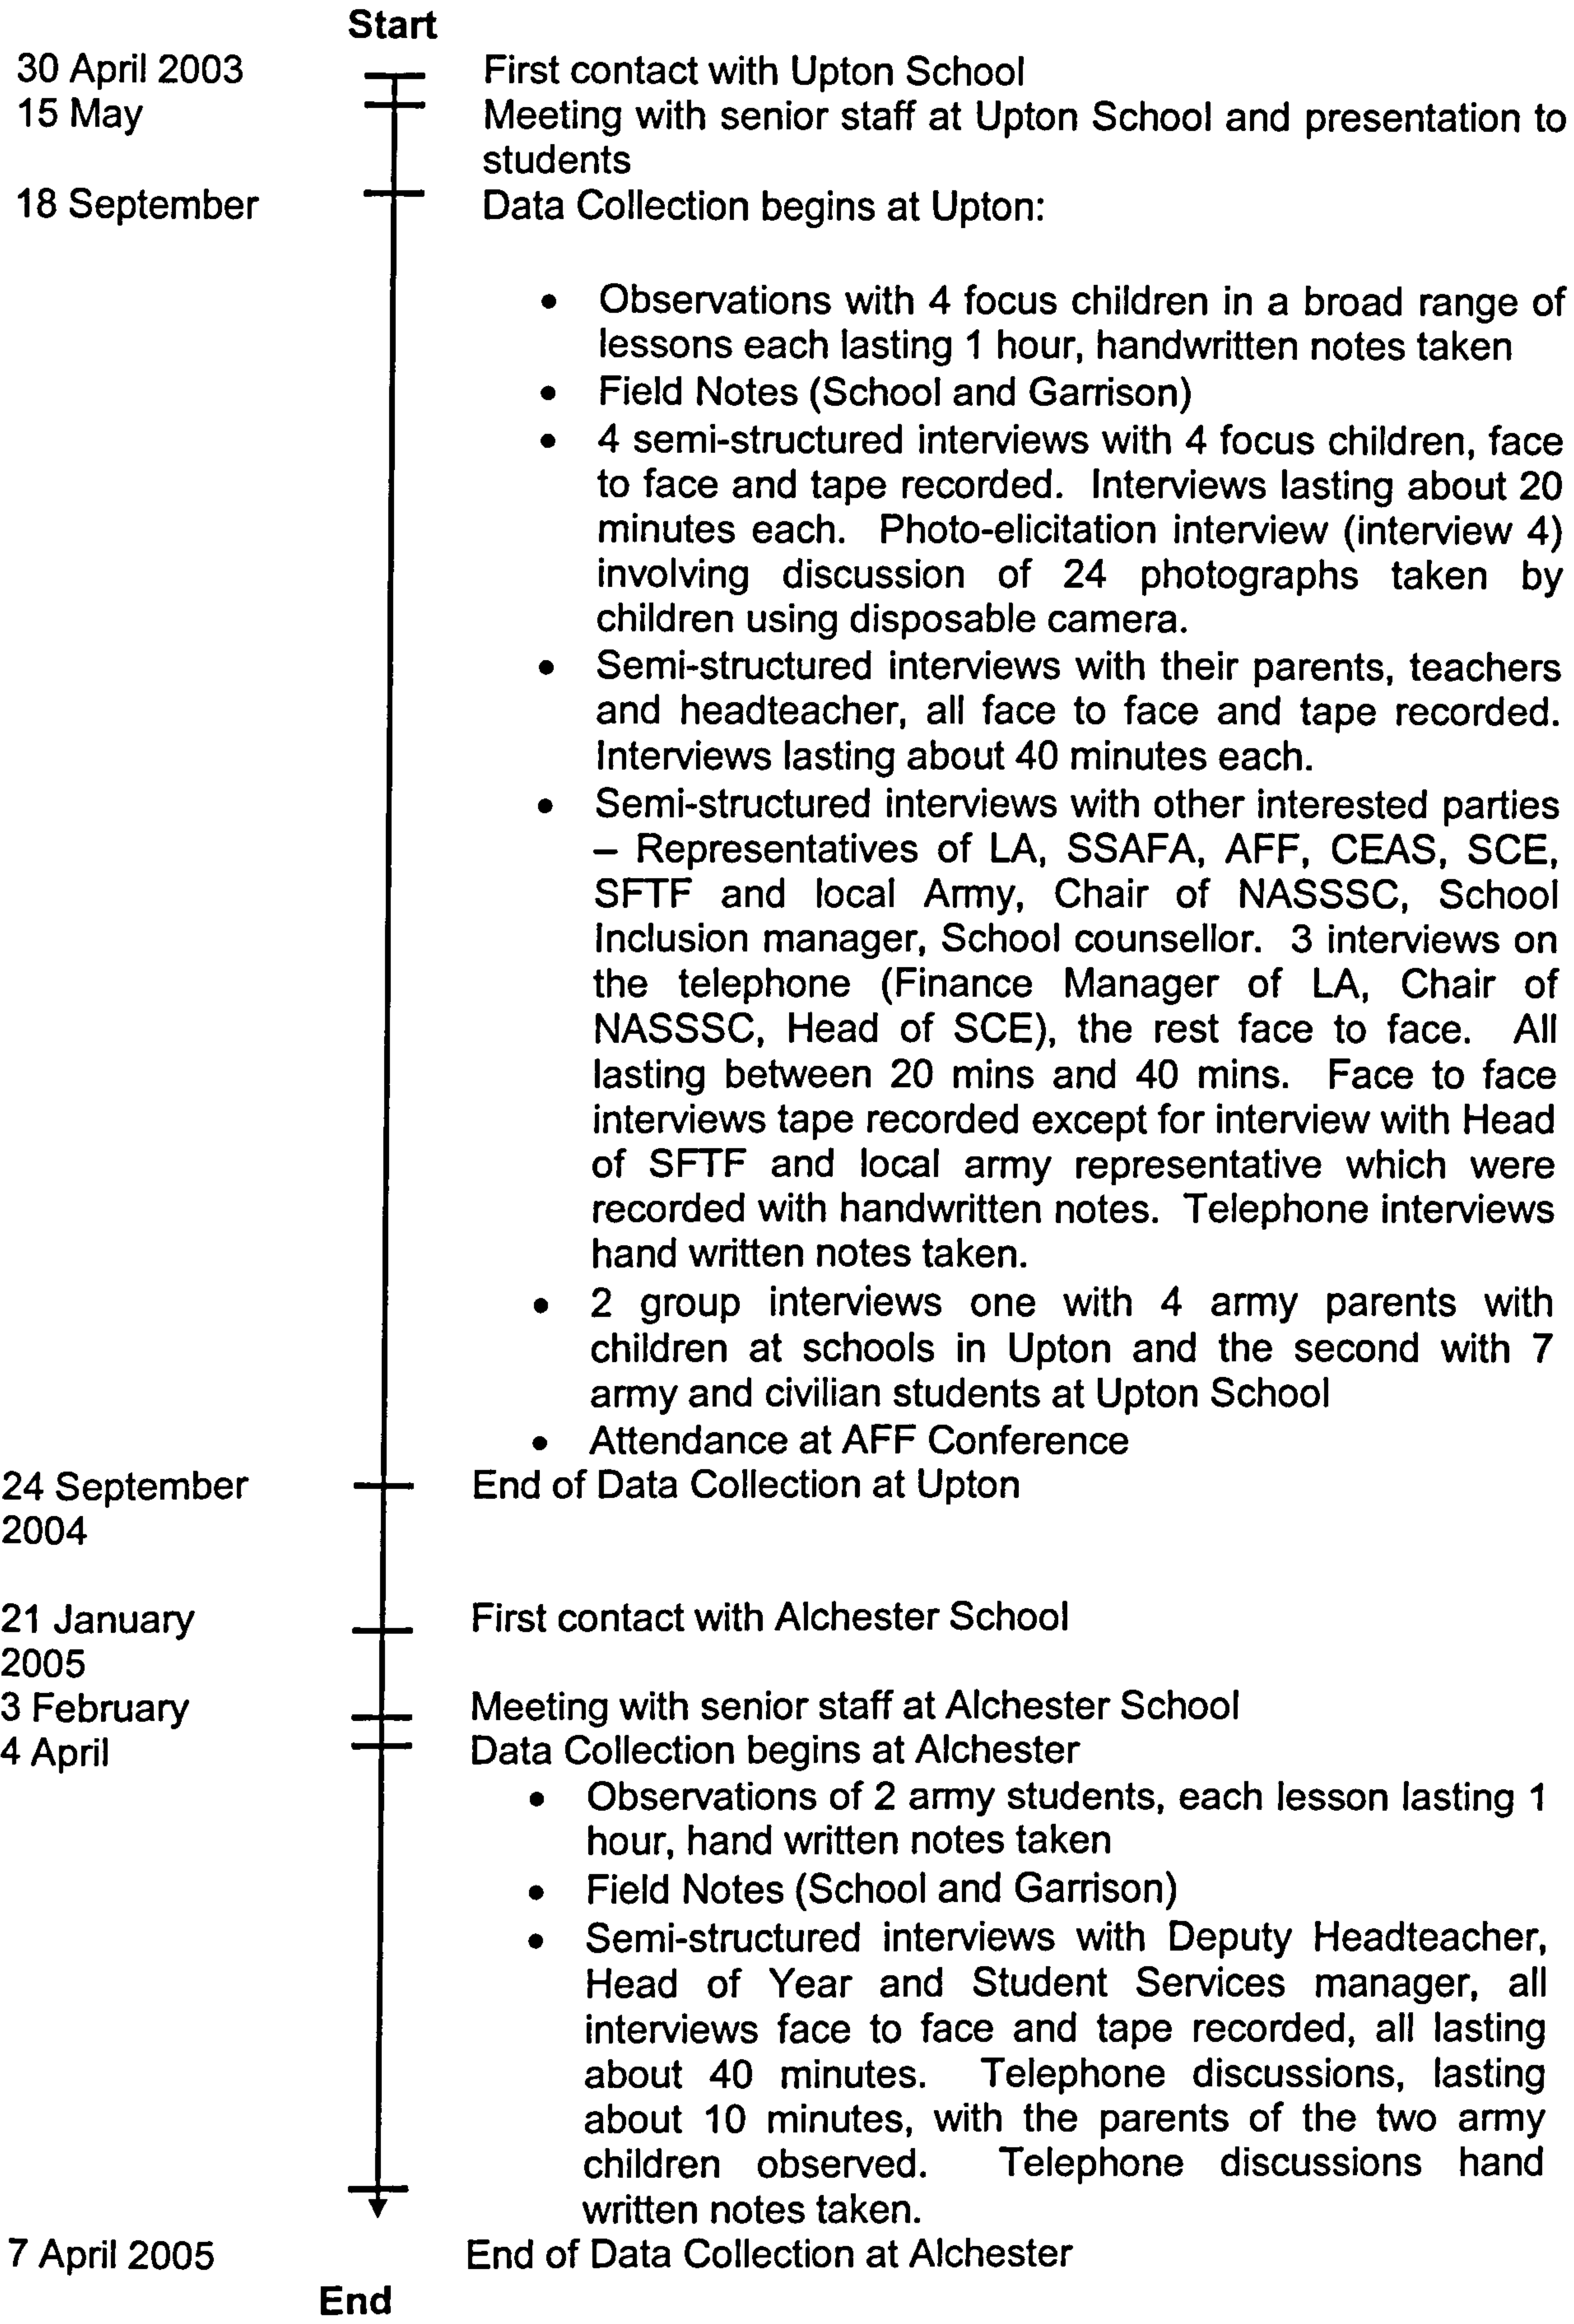 Start
30 April 2003 First contact with Upton School
15 May Meeting with senior staff at Upton School and presentation to
students
18 September Data Collection begins at Upton:
• Observations with 4 focus children in a broad range of
lessons each lasting 1 hour, handwritten notes taken
• Field Notes (School and Garrison)
• 4 semi-structured interviews with 4 focus children, face
to face and tape recorded. Interviews lasting about 20
minutes each. Photo-elicitation interview (interview 4)
involving discussion of 24 photographs taken by
children using disposable camera.
• Semi-structured interviews with their parents, teachers
and headteacher, all face to face and tape recorded.
Interviews lasting about 40 minutes each.
• Semi-structured interviews with other interested parties
– Representatives of LA, SSAFA, AFF, CEAS, SCE,
SFTF and local Army, Chair of NASSSC, School
Inclusion manager, School counsellor. 3 interviews on
the telephone (Finance Manager of LA, Chair of
NASSSC, Head of SCE), the rest face to face. All
lasting between 20 mins and 40 mins. Face to face
interviews tape recorded except for interview with Head
of SFTF and local army representative which were
recorded with handwritten notes. Telephone interviews
hand written notes taken.
• 2 group interviews one with 4 army parents with
children at schools in Upton and the second with 7
army and civilian students at Upton School
• Attendance at AFF Conference
24 September End of Data Collection at Upton
2004
21 January First contact with Alchester School
2005
3 February Meeting with senior staff at Alchester School
4 April Data Collection begins at Alchester
• Observations of 2 army students, each lesson lasting 1
hour, hand written notes taken
• Field Notes (School and Garrison)
• Semi-structured interviews with Deputy Headteacher,
Head of Year and Student Services manager, all
interviews face to face and tape recorded, all lasting
about 40 minutes. Telephone discussions, lasting
about 10 minutes, with the parents of the two army
children observed. Telephone discussions hand
written notes taken.
7 April 2005 End of Data Collection at Alchester
End